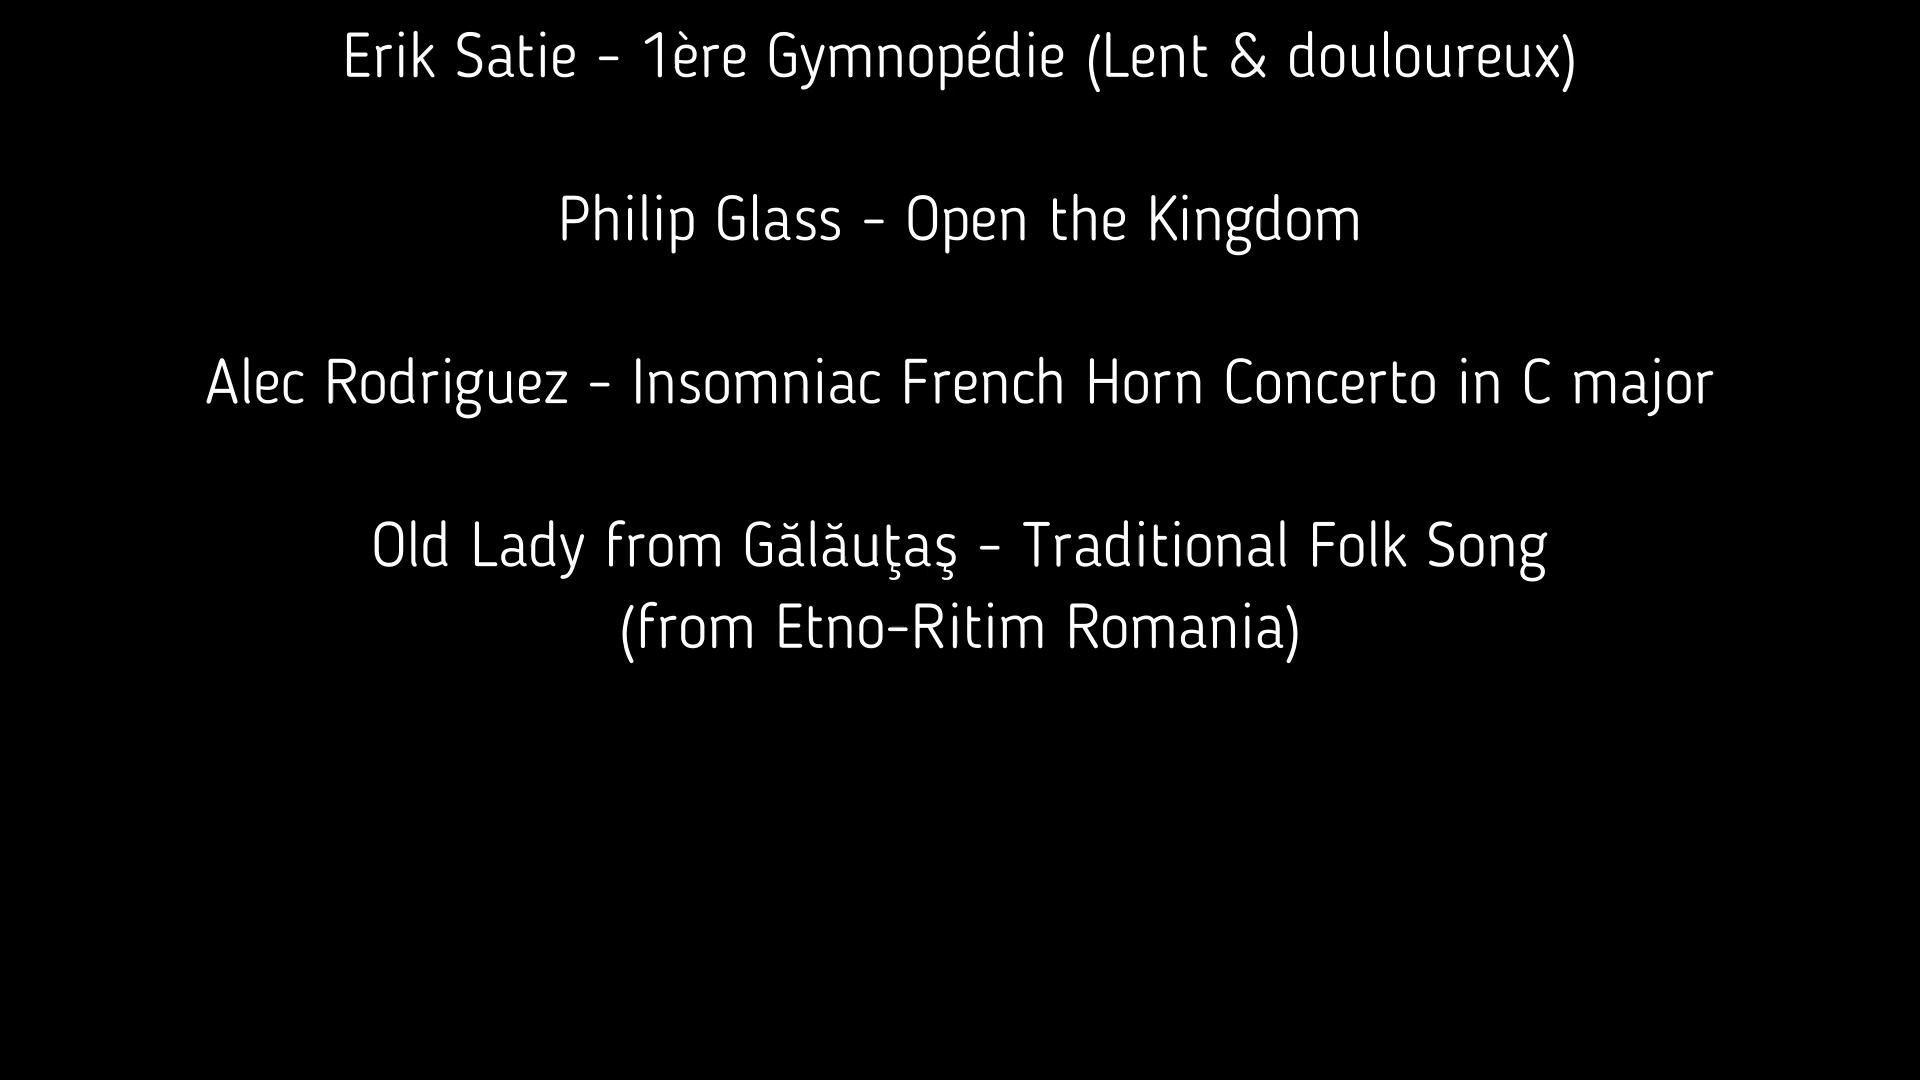 Erik Satie - 1ère Gymnopédie (Lent & douloureux)
Philip Glass - Open the Kingdom
Alec Rodriguez - Insomniac French Horn Concerto in C major
Old Lady from Gălăuţaş - Traditional Folk Song
(from Etno-Ritim Romania)